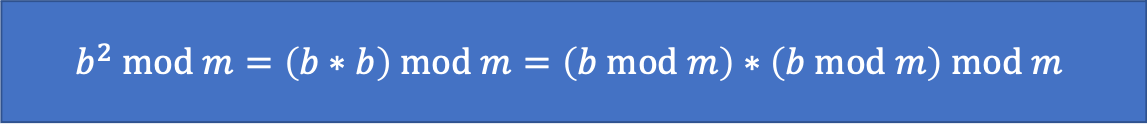 b² mod m = (b * b) mod m = (b mod m) * (b mod m) mod m